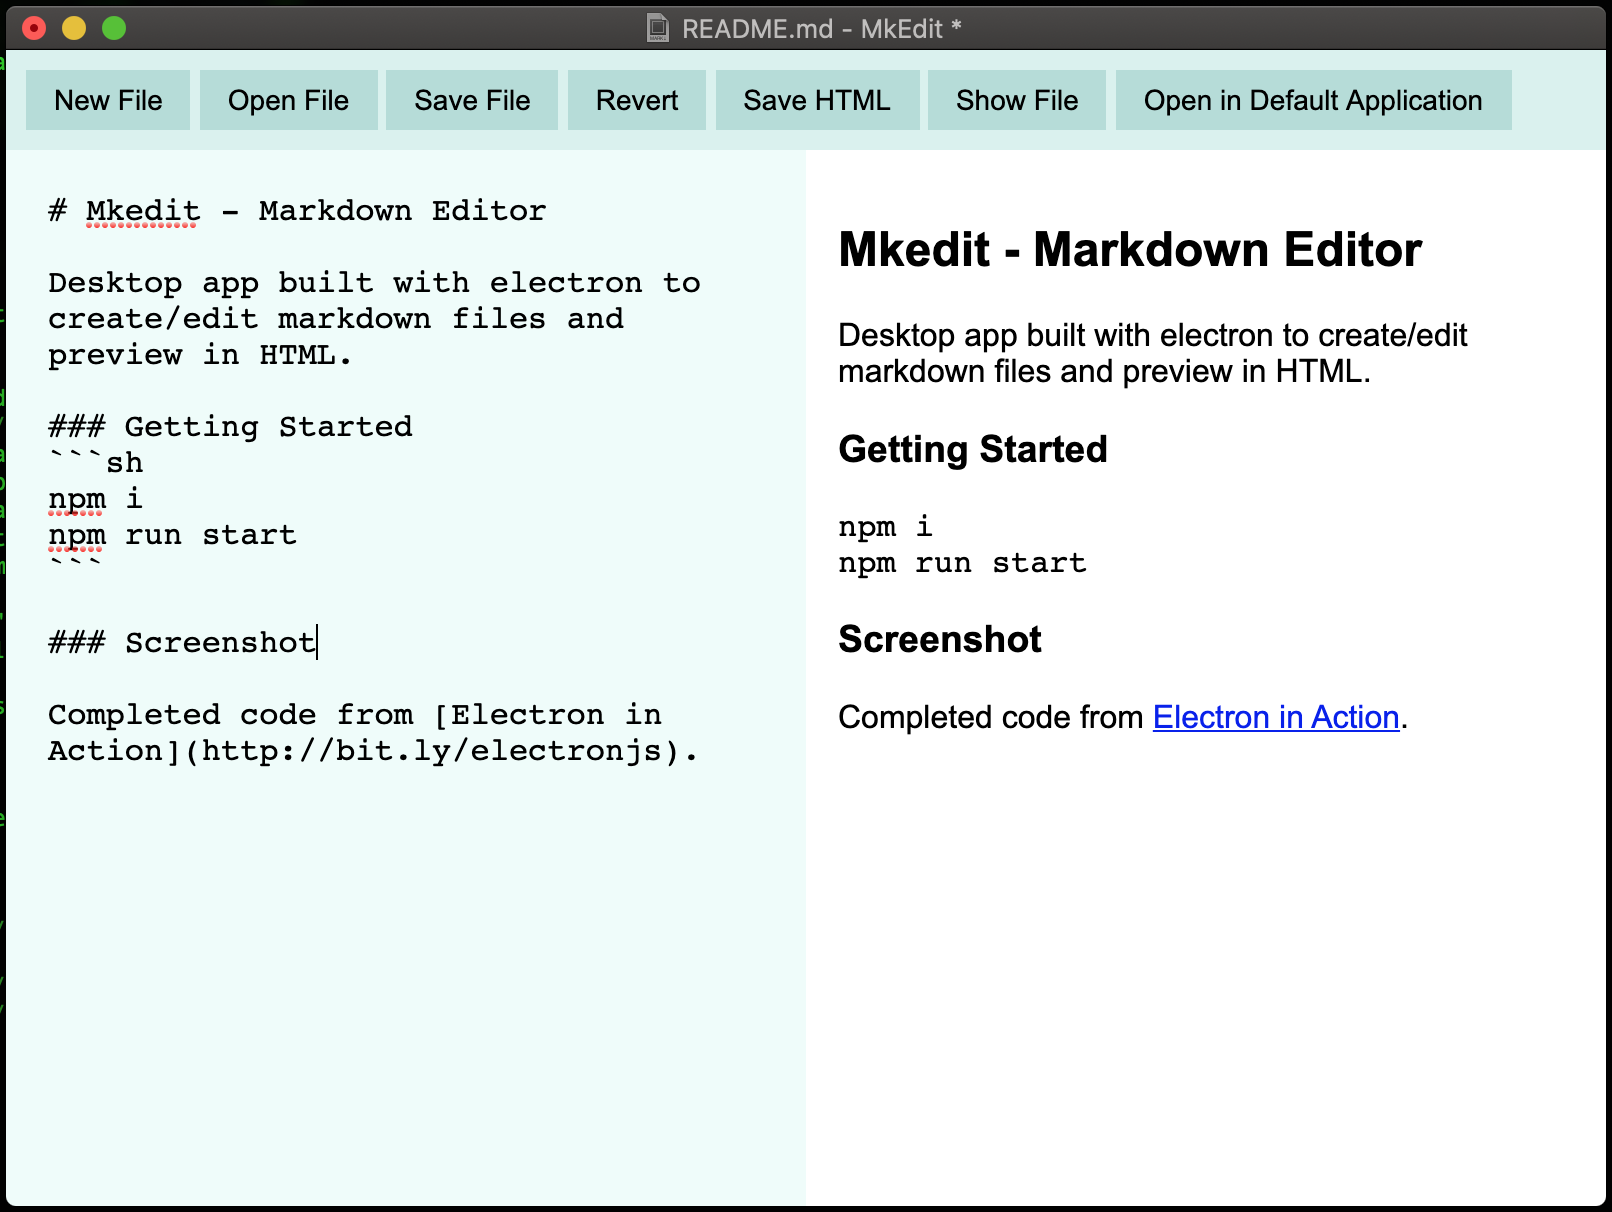 README.md - MkEdit *
New File Open File Save File Revert Save HTML Show File Open in Default Application
# Mkedit - Markdown Editor
Desktop app built with electron to
create/edit markdown files and
preview in HTML.
### Getting Started
```sh
npm i
npm run start
```
### Screenshot
Completed code from [Electron in
Action](http://bit.ly/electronjs).
Mkedit - Markdown Editor
Desktop app built with electron to create/edit
markdown files and preview in HTML.
Getting Started
npm i
npm run start
Screenshot
Completed code from Electron in Action.